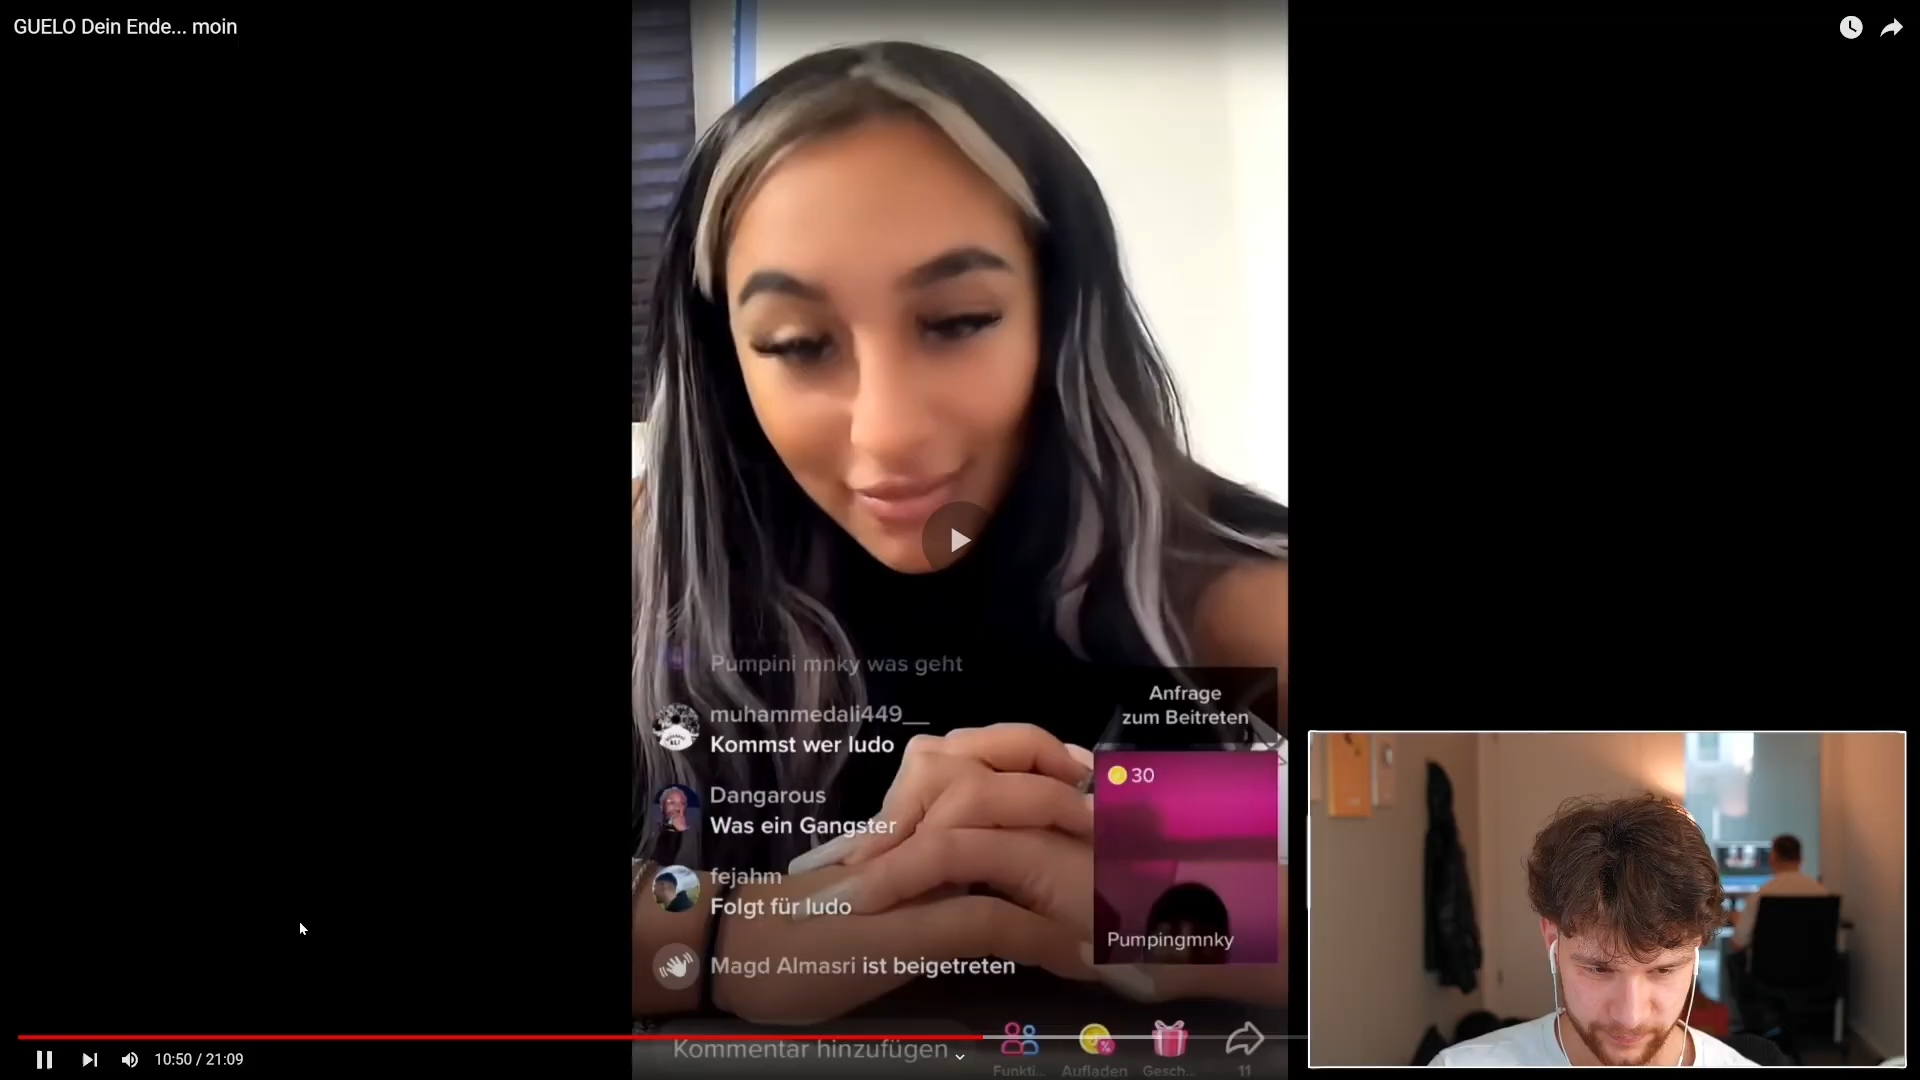 GUELO Dein Ende... moin
Pumpini mnky was geht
muhammedali449__
Kommst wer ludo
Dangarous
Was ein Gangster
fejahm
Folgt für ludo
Magd Almasri ist beigetreten
Anfrage
zum Beitreten
30
Pumpingmnky
Kommentar hinzufügen
Funkti...
Aufladen
Gesch...
11
10:50 / 21:09